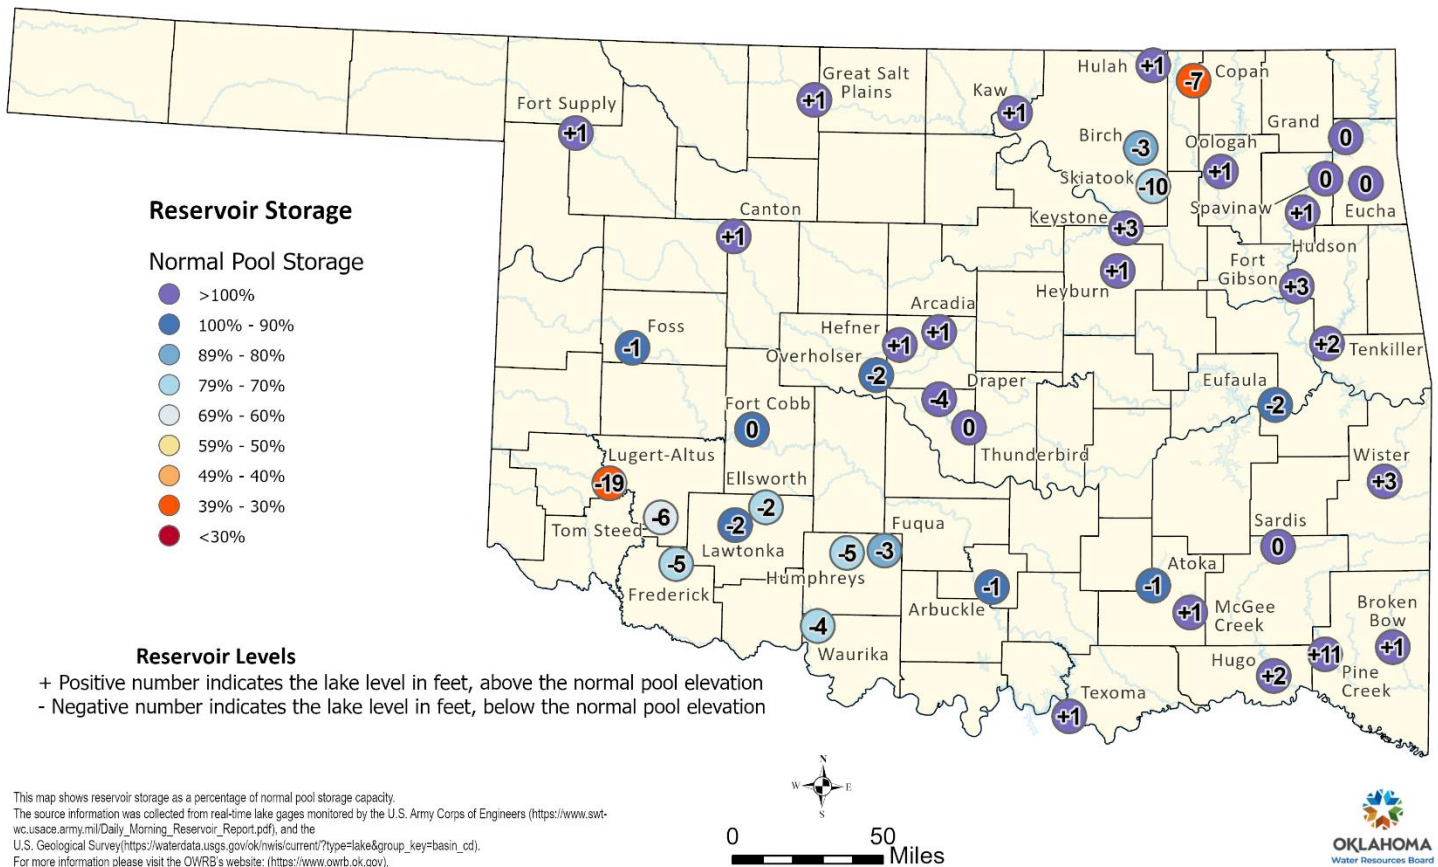 Hulah
+1
-7
Copan
Great Salt
Plains
+1
Kaw
+1
Fort Supply
+1
Grand
0
Birch
-3
Oologah
+1
Skiatook
-10
0
0
Spavinaw
+1
Eucha
Reservoir Storage
Canton
+1
Keystone
+3
Hudson
Normal Pool Storage
Heyburn
+1
Fort
Gibson
+3
>100%
100% - 90%
89% - 80%
79% - 70%
69% - 60%
59% - 50%
49% - 40%
39% - 30%
<30%
Foss
-1
Arcadia
+1
Hefner
+1
Overholser
-2
+2
Tenkiller
Draper
-4
Eufaula
-2
Fort Cobb
0
0
Thunderbird
Lugert-Altus
-19
Wister
+3
Ellsworth
-2
Tom Steed
-6
-2
Lawtonka
Fuqua
-3
-5
Humphreys
Sardis
0
-5
Frederick
Arbuckle
-1
Atoka
-1
+1
McGee
Creek
Broken
Bow
+1
-4
Waurika
Hugo
+2
+11
Pine
Creek
Texoma
+1
Reservoir Levels
+ Positive number indicates the lake level in feet, above the normal pool elevation
- Negative number indicates the lake level in feet, below the normal pool elevation
N
W
E
S
This map shows reservoir storage as a percentage of normal pool storage capacity.
The source information was collected from real-time lake gages monitored by the U.S. Army Corps of Engineers (https://www.swt-
wc.usace.army.mil/Daily_Morning_Reservoir_Report.pdf), and the
U.S. Geological Survey(https://waterdata.usgs.gov/ok/nwis/current/?type=lake&group_key=basin_cd).
For more information please visit the OWRB's website: (https://www.owrb.ok.gov).
0
50
Miles
OKLAHOMA
Water Resources Board